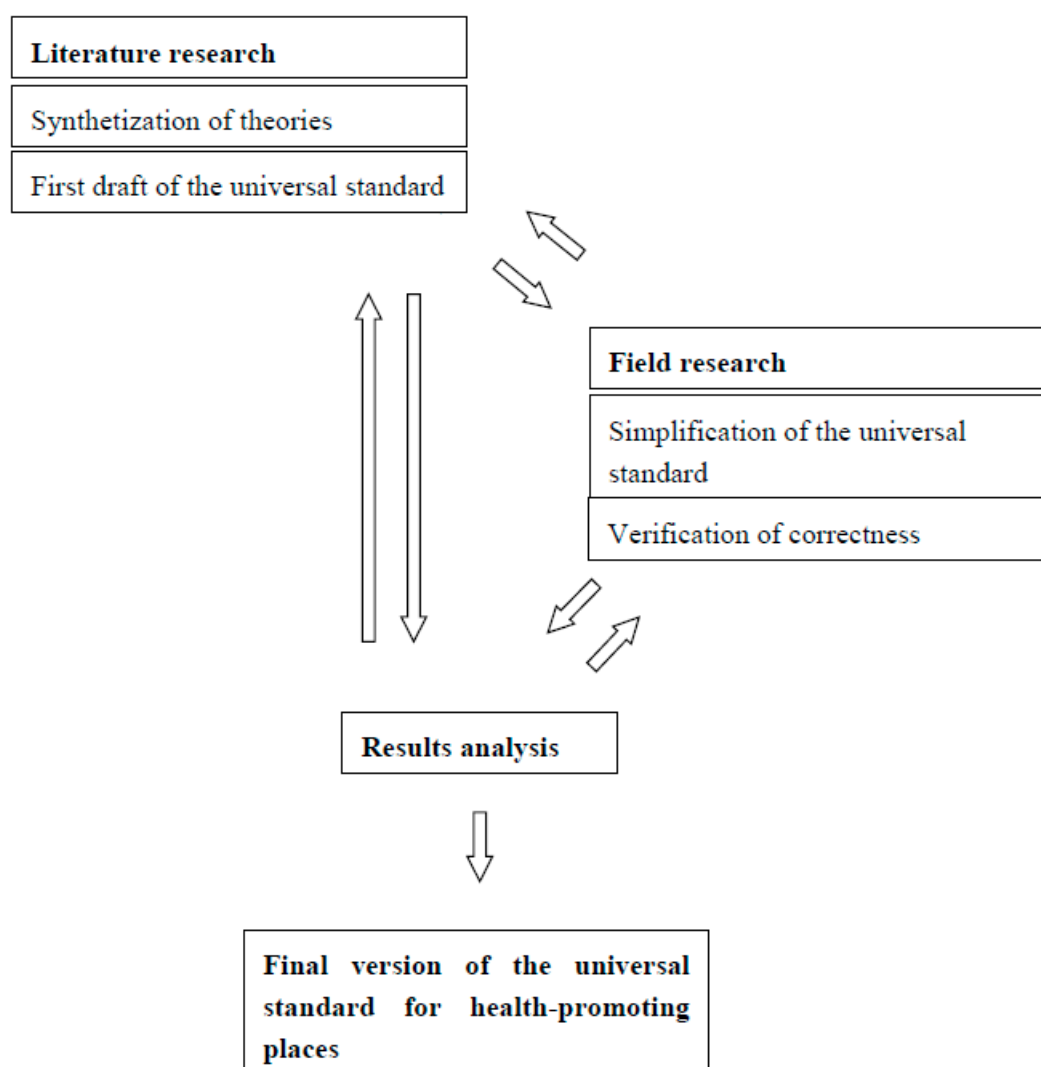 Literature research
Synthetization of theories
First draft of the universal standard
Field research
Simplification of the universal
standard
Verification of correctness
Results analysis
Final version of the universal
standard for health-promoting
places